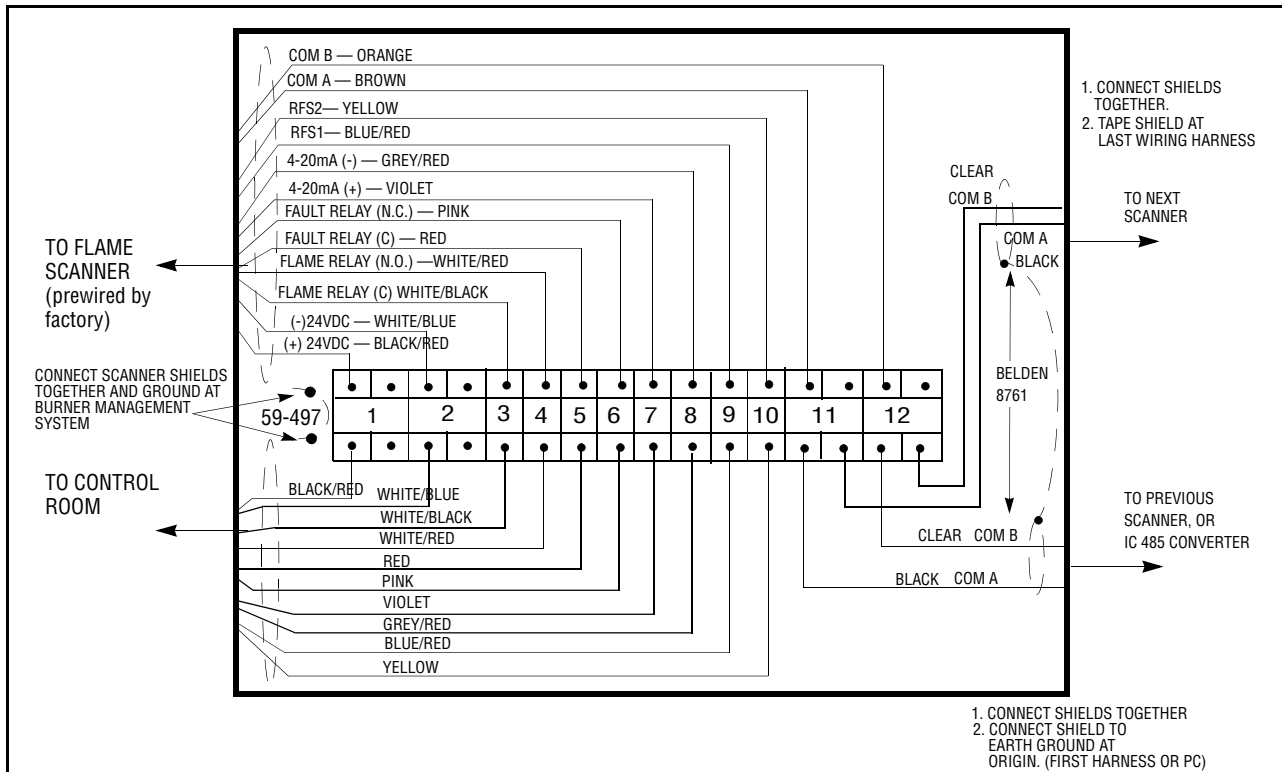 COM B — ORANGE
COM A — BROWN
RFS2— YELLOW
RFS1— BLUE/RED
4-20mA (-) — GREY/RED
4-20mA (+) — VIOLET
FAULT RELAY (N.C.) — PINK
FAULT RELAY (C) — RED
FLAME RELAY (N.O.) —WHITE/RED
FLAME RELAY (C) WHITE/BLACK
(-)24VDC — WHITE/BLUE
(+) 24VDC — BLACK/RED
TO FLAME
SCANNER
(prewired by
factory)
CONNECT SCANNER SHIELDS
TOGETHER AND GROUND AT
BURNER MANAGEMENT
SYSTEM
59-497
1 2 3 4 5 6 7 8 9 10 11 12
TO CONTROL
ROOM
BLACK/RED
WHITE/BLUE
WHITE/BLACK
WHITE/RED
RED
PINK
VIOLET
GREY/RED
BLUE/RED
YELLOW
1. CONNECT SHIELDS
TOGETHER.
2. TAPE SHIELD AT
LAST WIRING HARNESS
CLEAR
COM B
COM A
BLACK
TO NEXT
SCANNER
BELDEN
8761
CLEAR COM B
BLACK COM A
TO PREVIOUS
SCANNER, OR
IC 485 CONVERTER
1. CONNECT SHIELDS TOGETHER
2. CONNECT SHIELD TO
EARTH GROUND AT
ORIGIN. (FIRST HARNESS OR PC)